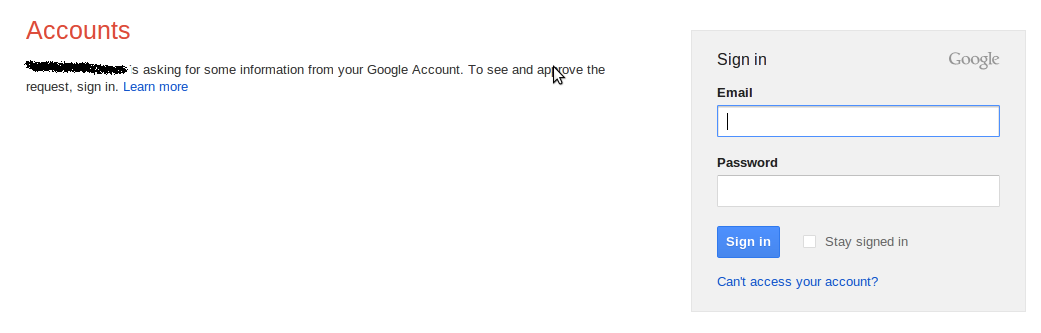 Accounts
's asking for some information from your Google Account. To see and approve the
request, sign in. Learn more
Sign in Google
Email
Password
Sign in Stay signed in
Can't access your account?